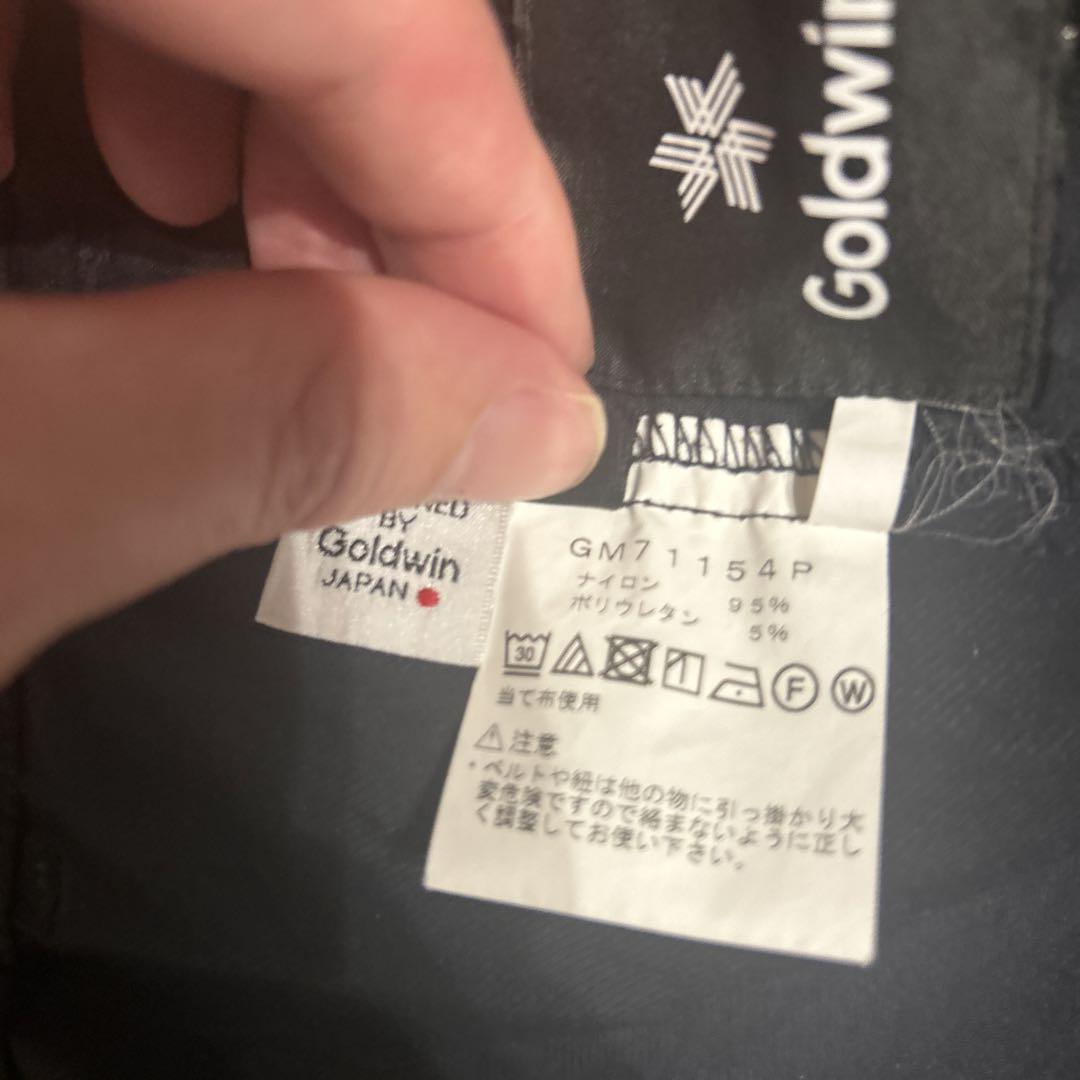 Goldwin
BY
Goldwin
JAPAN
GM71154P
ナイロン 95%
ポリウレタン 5%
30
F
W
当て布使用
注意
・ベルトや紐は他の物に引っ掛かり大
変危険ですので絡まないように正し
く調整してお使い下さい。